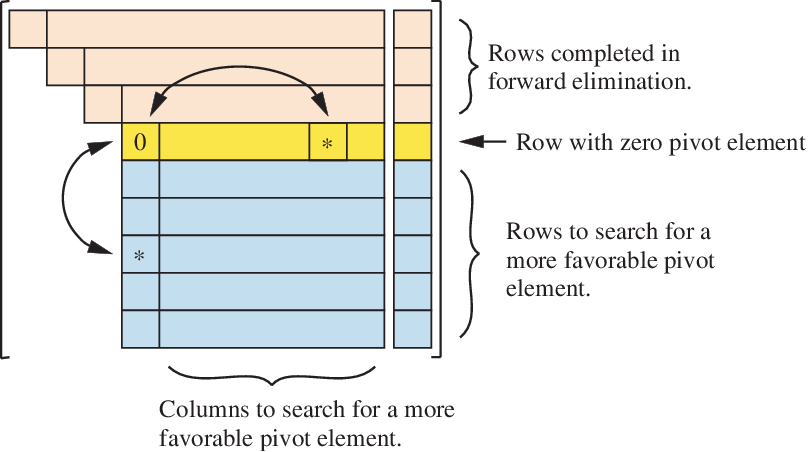 Rows completed in
forward elimination.
0
*
Row with zero pivot element
*
Rows to search for a
more favorable pivot
element.
Columns to search for a more
favorable pivot element.